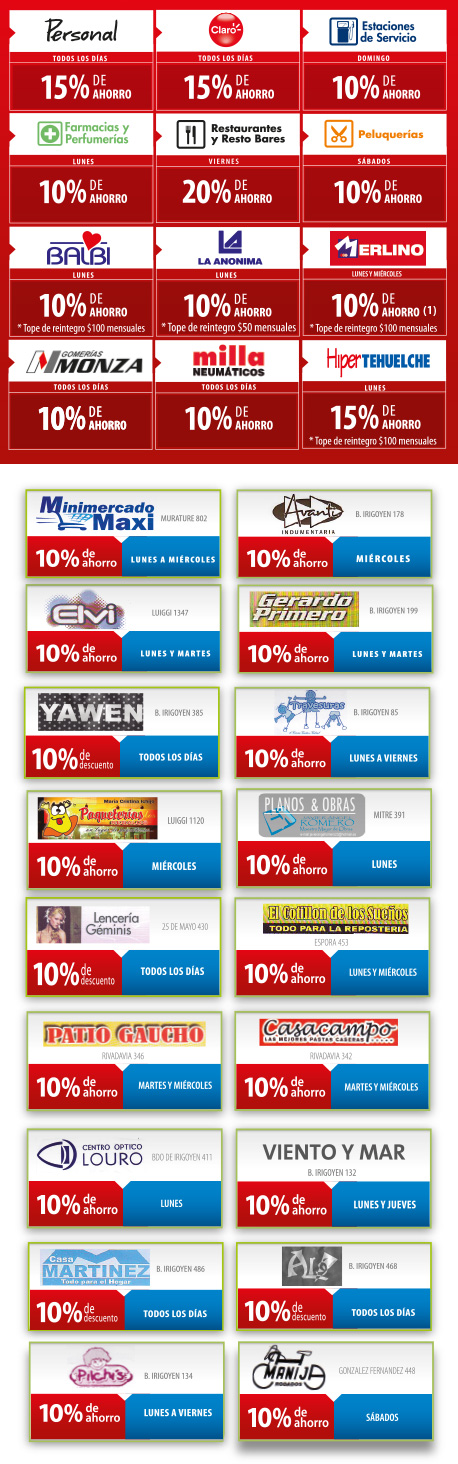 Personal
TODOS LOS DÍAS
15% DE AHORRO
Claro
TODOS LOS DÍAS
15% DE AHORRO
Estaciones
de Servicio
DOMINGO
10% DE AHORRO
Farmacias y
Perfumerías
LUNES
10% DE AHORRO
Restaurantes
y Resto Bares
VIERNES
20% DE AHORRO
Peluquerías
SÁBADOS
10% DE AHORRO
BALBI
LUNES
10% DE AHORRO
* Tope de reintegro $100 mensuales
LA ANONIMA
LUNES
10% DE AHORRO
* Tope de reintegro $50 mensuales
MERLINO
LUNES Y MIÉRCOLES
10% DE AHORRO (1)
* Tope de reintegro $100 mensuales
GOMERÍAS
MONZA
TODOS LOS DÍAS
10% DE AHORRO
milla
NEUMÁTICOS
TODOS LOS DÍAS
10% DE AHORRO
HiperTEHUELCHE
LUNES
15% DE AHORRO
* Tope de reintegro $100 mensuales
Minimercado
Maxi
MURATURE 802
10% de ahorro
LUNES A MIÉRCOLES
Avanti
INDUMENTARIA
B. IRIGOYEN 178
10% de ahorro
MIÉRCOLES
Elvi
LUIGGI 1347
10% de ahorro
LUNES Y MARTES
Gerardo
Primero
B. IRIGOYEN 199
10% de ahorro
LUNES Y MARTES
YAWEN
B. IRIGOYEN 385
10% de descuento
TODOS LOS DÍAS
Travesuras
B. IRIGOYEN 85
10% de ahorro
LUNES A VIERNES
Maria Cristina
Paqueterias
LUIGGI 1120
10% de ahorro
MIÉRCOLES
PLANOS & OBRAS
ROMERO
MITRE 391
10% de ahorro
LUNES
Lencería
Géminis
25 DE MAYO 430
10% de descuento
TODOS LOS DÍAS
El Cotillon de los Sueños
TODO PARA LA REPOSTERIA
ESPORA 453
10% de ahorro
LUNES Y MIÉRCOLES
PATIO GAUCHO
RIVADAVIA 346
10% de ahorro
MARTES Y MIÉRCOLES
Casacampo
LAS MEJORES PASTAS CASERAS.....
RIVADAVIA 342
10% de ahorro
MARTES Y MIÉRCOLES
CENTRO OPTICO
LOURO
BDO DE IRIGOYEN 411
10% de ahorro
LUNES
VIENTO Y MAR
B. IRIGOYEN 132
10% de ahorro
LUNES Y JUEVES
Casa
MARTINEZ
Todo para el Hogar
B. IRIGOYEN 486
10% de descuento
TODOS LOS DÍAS
B. IRIGOYEN 468
10% de descuento
TODOS LOS DÍAS
Pilchi's
B. IRIGOYEN 134
10% de ahorro
LUNES A VIERNES
MANIJA
RODADOS
GONZALEZ FERNANDEZ 448
10% de ahorro
SÁBADOS